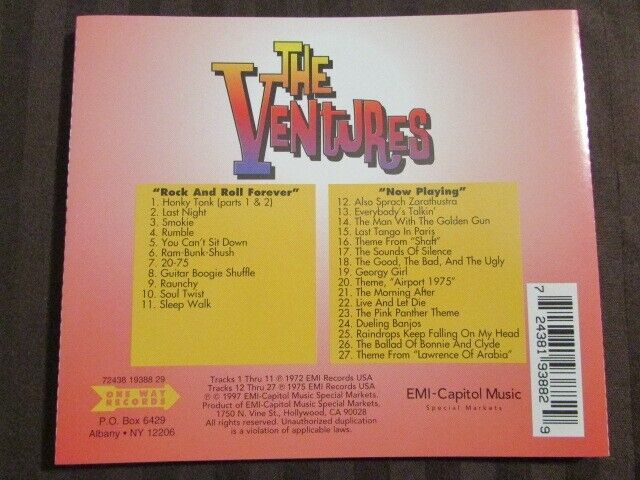 THE
VENTURES
"Rock And Roll Forever"
1. Honky Tonk (parts 1 & 2)
2. Last Night
3. Smokie
4. Rumble
5. You Can't Sit Down
6. Ram-Bunk-Shush
7. 20-75
8. Guitar Boogie Shuffle
9. Raunchy
10. Soul Twist
11. Sleep Walk
"Now Playing"
12. Also Sprach Zarathustra
13. Everybody's Talkin'
14. The Man With The Golden Gun
15. Last Tango In Paris
16. Theme From "Shaft"
17. The Sounds Of Silence
18. The Good, The Bad, And The Ugly
19. Georgy Girl
20. Theme, "Airport 1975"
21. The Morning After
22. Live And Let Die
23. The Pink Panther Theme
24. Dueling Banjos
25. Raindrops Keep Falling On My Head
26. The Ballad Of Bonnie And Clyde
27. Theme From "Lawrence Of Arabia"
7 24381 93882 9
72438 19388 29
ONE WAY
RECORDS
P.O. Box 6429
Albany • NY 12206
Tracks 1 Thru 11 ℗ 1972 EMI Records USA
Tracks 12 Thru 27 ℗ 1975 EMI Records USA
℗ © 1997 EMI-Capitol Music Special Markets.
Product of EMI-Capitol Music Special Markets,
1750 N. Vine St., Hollywood, CA 90028
All rights reserved. Unauthorized duplication
is a violation of applicable laws.
EMI-Capitol Music
Special Markets